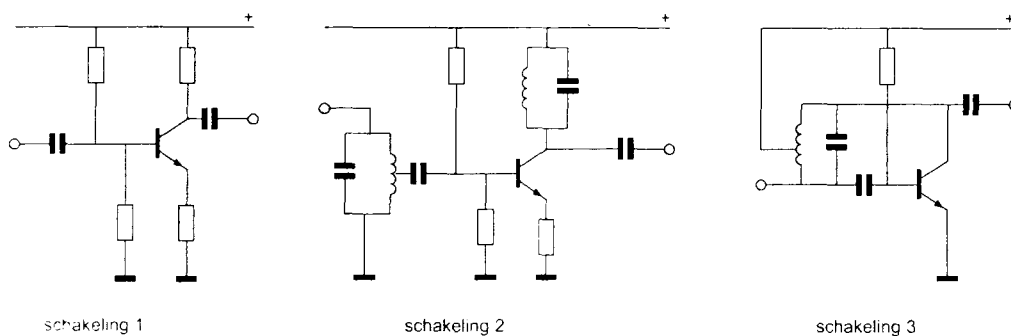 + + +
schakeling 1 schakeling 2 schakeling 3